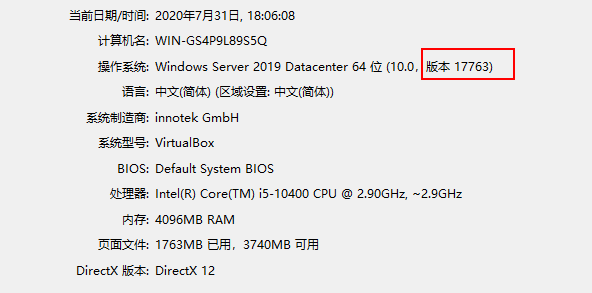 当前日期/时间: 2020年7月31日, 18:06:08
计算机名: WIN-GS4P9L89S5Q
操作系统: Windows Server 2019 Datacenter 64 位 (10.0, 版本 17763)
语言: 中文(简体) (区域设置: 中文(简体))
系统制造商: innotek GmbH
系统型号: VirtualBox
BIOS: Default System BIOS
处理器: Intel(R) Core(TM) i5-10400 CPU @ 2.90GHz, ~2.9GHz
内存: 4096MB RAM
页面文件: 1763MB 已用, 3740MB 可用
DirectX 版本: DirectX 12